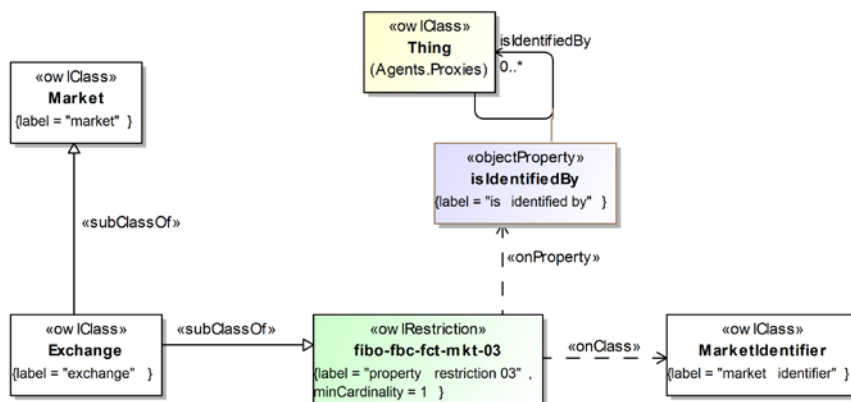 «owlClass»
Thing
(Agents.Proxies)
isIdentifiedBy
0..*
«owlClass»
Market
{label = "market" }
«objectProperty»
isIdentifiedBy
{label = "is identified by" }
«subClassOf»
«onProperty»
«owlClass»
Exchange
{label = "exchange" }
«subClassOf»
«owlRestriction»
fibo-fbc-fct-mkt-03
{label = "property restriction 03" ,
minCardinality = 1 }
«onClass»
«owlClass»
MarketIdentifier
{label = "market identifier" }